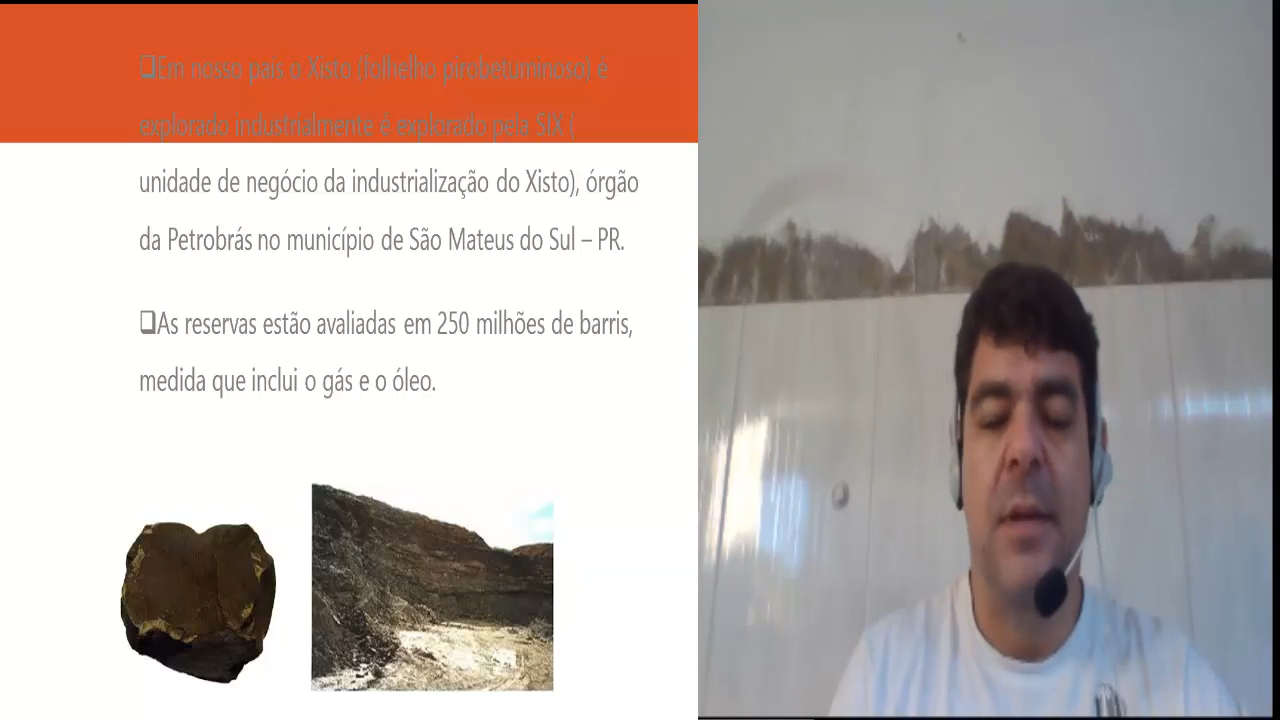 ❑Em nosso país o Xisto (folhelho pirobetuminoso) é
explorado industrialmente é explorado pela SIX (
unidade de negócio da industrialização do Xisto), órgão
da Petrobrás no município de São Mateus do Sul – PR.
❑As reservas estão avaliadas em 250 milhões de barris,
medida que inclui o gás e o óleo.